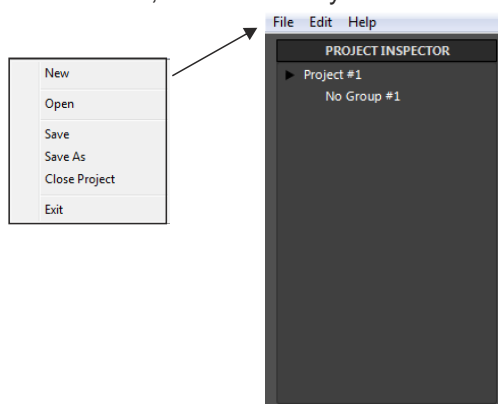 File Edit Help
PROJECT INSPECTOR
Project #1
No Group #1
New
Open
Save
Save As
Close Project
Exit